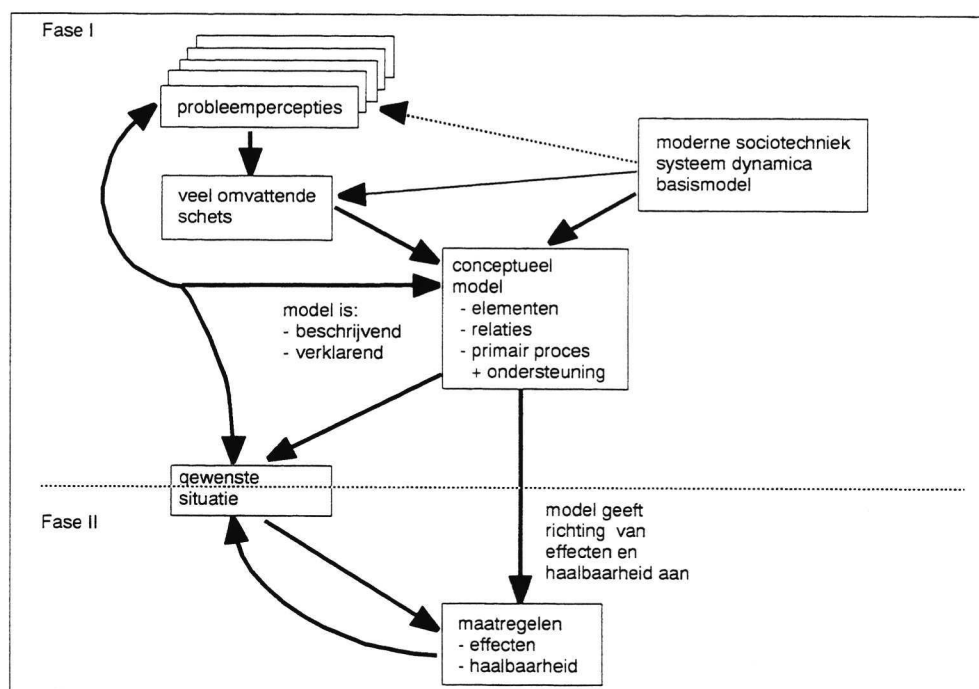 Fase I
probleempercepties
moderne sociotechniek
systeem dynamica
basismodel
veel omvattende
schets
conceptueel
model
- elementen
- relaties
- primair proces
+ ondersteuning
model is:
- beschrijvend
- verklarend
gewenste
situatie
Fase II
model geeft
richting van
effecten en
haalbaarheid aan
maatregelen
- effecten
- haalbaarheid